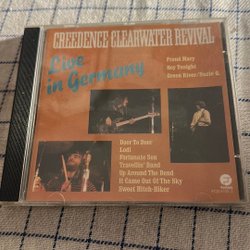 CREEDENCE CLEARWATER REVIVAL
Live
in Germany
Proud Mary
Hey Tonight
Green River/Suzie Q.
Door To Door
Lodi
Fortunate Son
Travellin' Band
Up Around The Bend
It Came Out Of The Sky
Sweet Hitch-Hiker